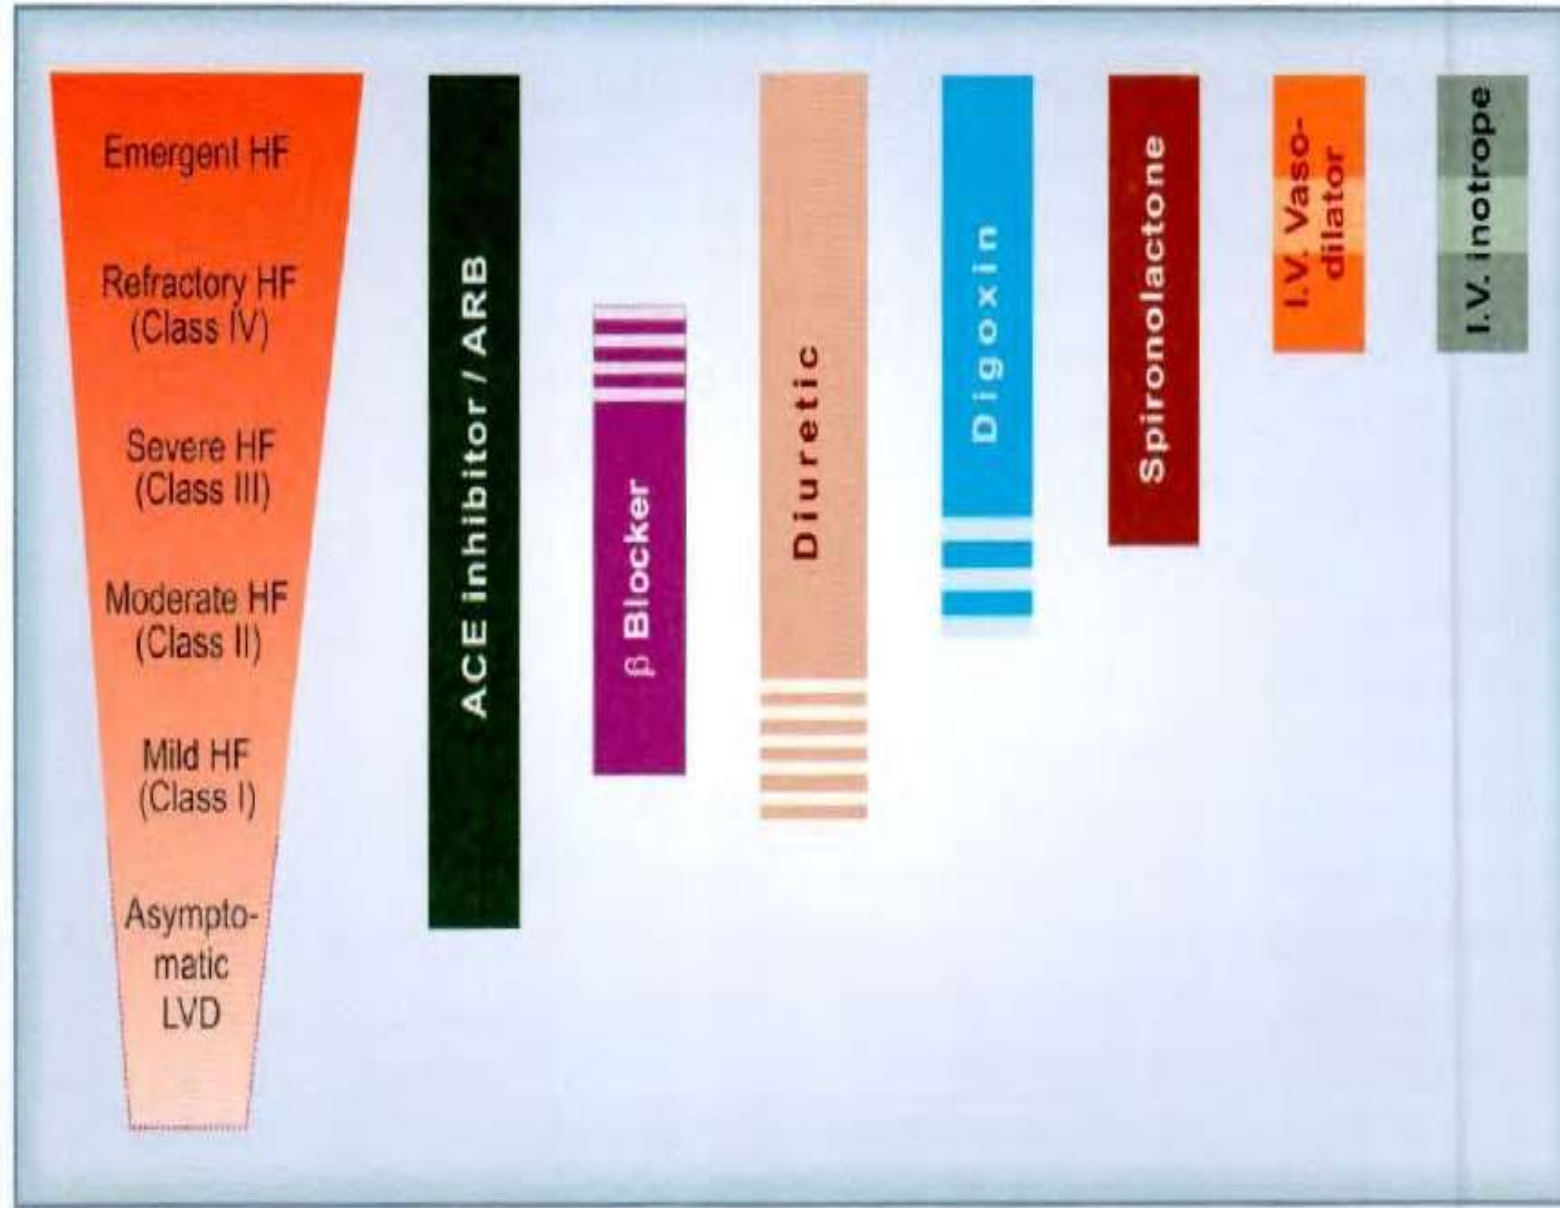 Emergent HF
Refractory HF
(Class IV)
Severe HF
(Class III)
Moderate HF
(Class II)
Mild HF
(Class I)
Asympto-
matic
LVD
ACE inhibitor / ARB
β Blocker
Diuretic
Digoxin
Spironolactone
I.V. Vaso-
dilator
I.V. inotrope